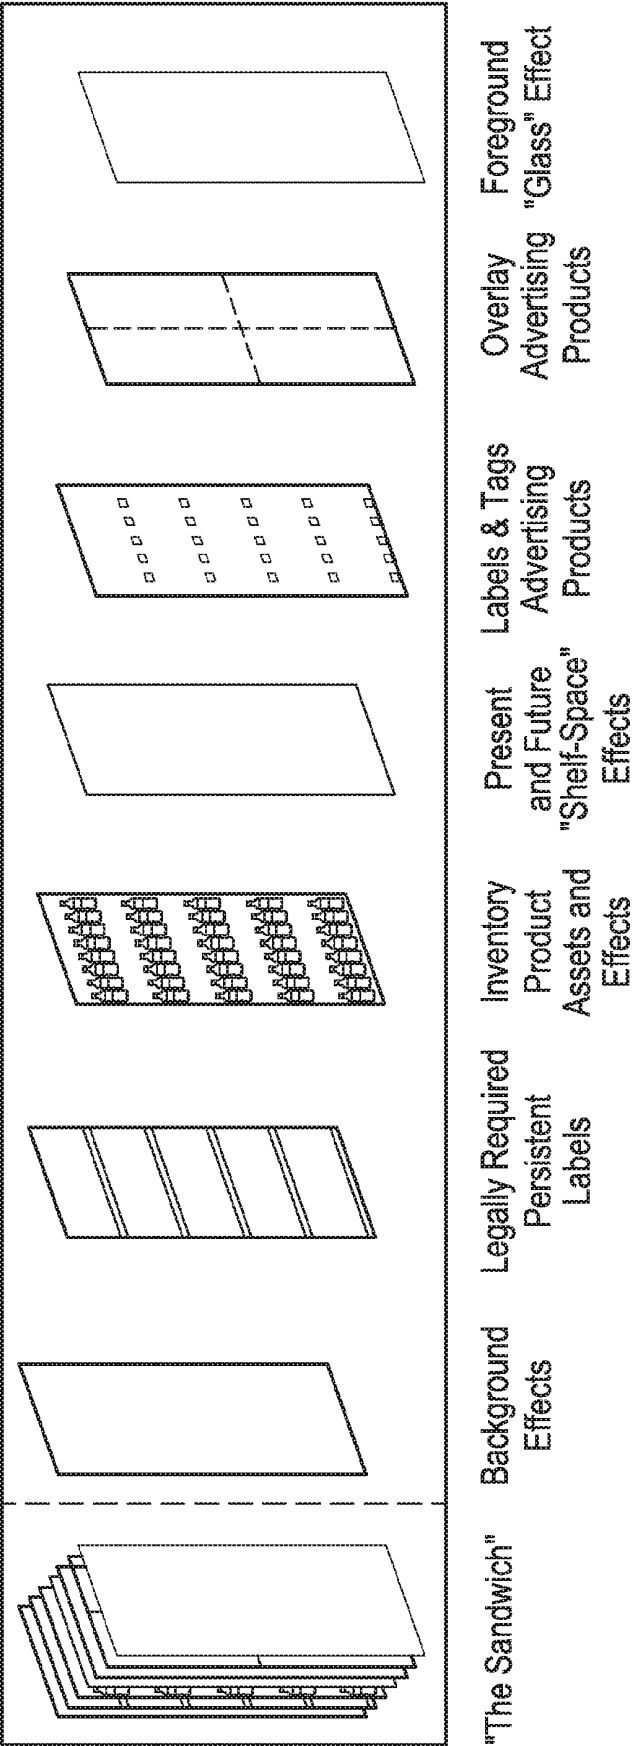 "The Sandwich"
Background
Effects
Legally Required
Persistent
Labels
Inventory
Product
Assets and
Effects
Present
and Future
"Shelf-Space"
Effects
Labels & Tags
Advertising
Products
Overlay
Advertising
Products
Foreground
"Glass" Effect